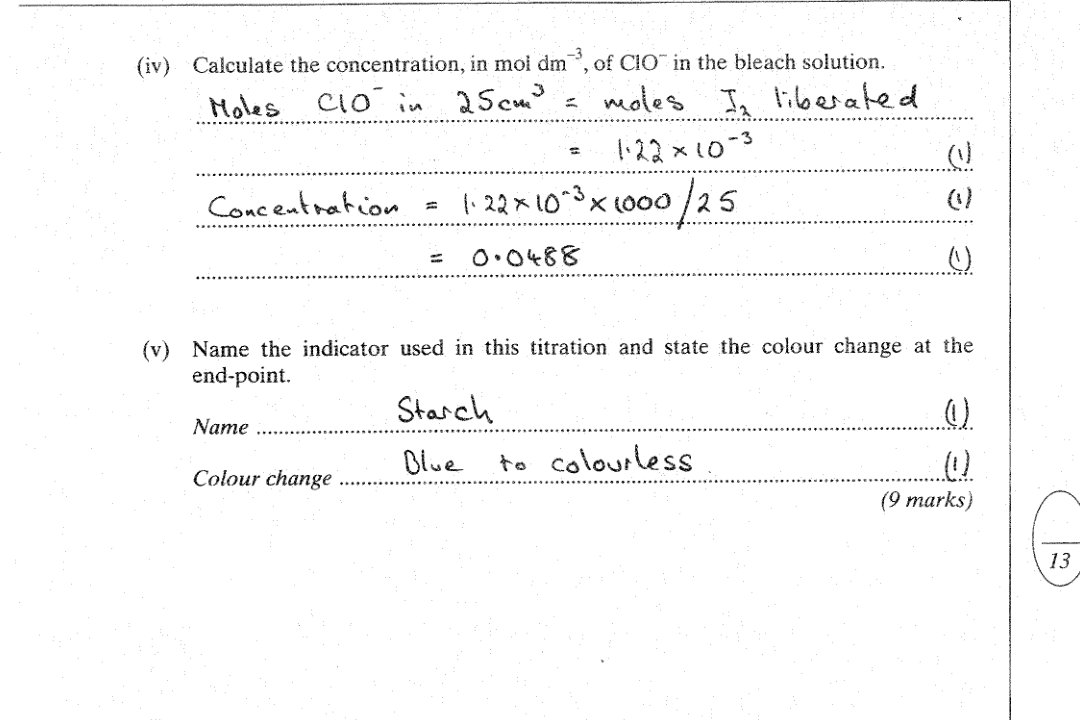 (iv) Calculate the concentration, in mol dm⁻³, of ClO⁻ in the bleach solution.
Moles ClO⁻ in 25cm³ = moles I₂ liberated
= 1.22 × 10⁻³ (1)
Concentration = 1.22 × 10⁻³ × 1000 / 25 (1)
= 0.0488 (1)
(v) Name the indicator used in this titration and state the colour change at the
end-point.
Name Starch (1)
Colour change Blue to colourless (1)
(9 marks)
13